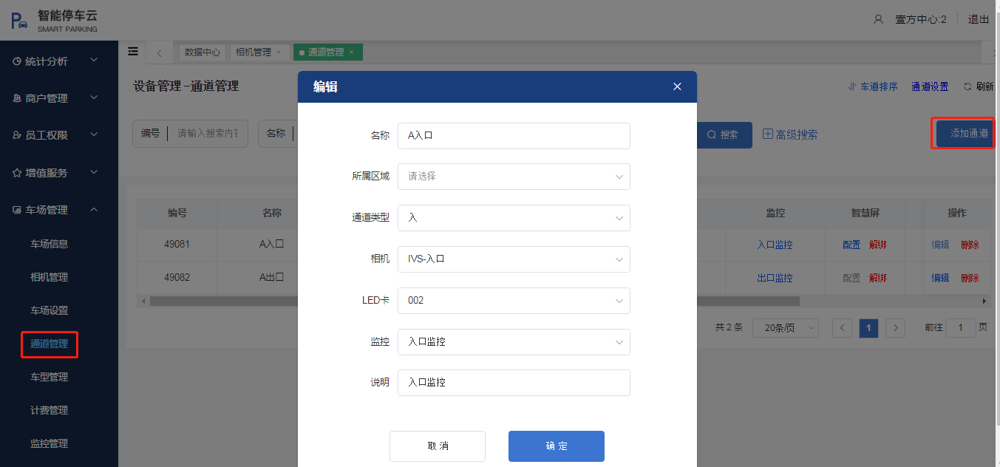 智能停车云
SMART PARKING
壹方中心:2
退出
统计分析
商户管理
员工权限
增值服务
车场管理
车场信息
相机管理
车场设置
通道管理
车型管理
计费管理
监控管理
数据中心
相机管理 ×
通道管理 ×
设备管理 -通道管理
车道排序
通道设置
刷新
编号
请输入搜索内容
名称
搜索
高级搜索
添加通道
编号 名称 监控 智慧屏 操作
49081 A入口 入口监控 配置 解绑 编辑 删除
49082 A出口 出口监控 配置 解绑 编辑 删除
共 2 条
20条/页
1
前往 1 页
编辑
名称 A入口
所属区域 请选择
通道类型 入
相机 IVS-入口
LED卡 002
监控 入口监控
说明 入口监控
取 消
确 定